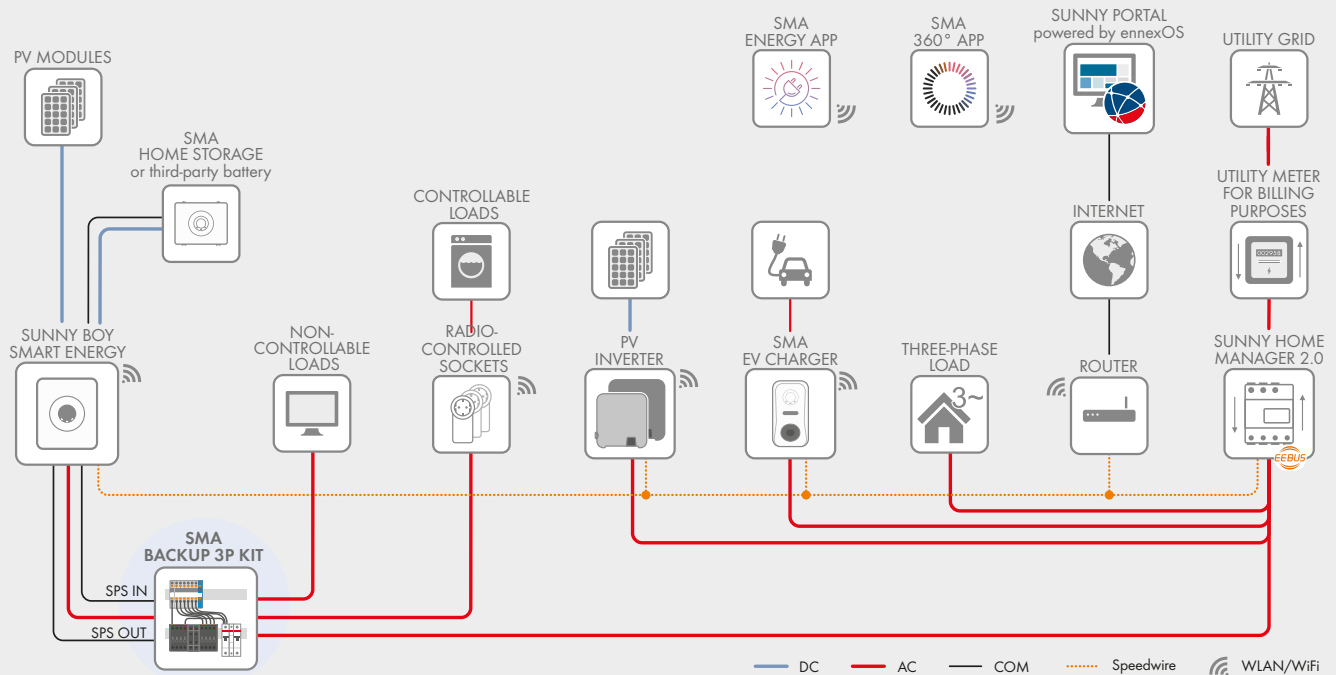 SMA
ENERGY APP
SMA
360° APP
SUNNY PORTAL
powered by ennexOS
UTILITY GRID
PV MODULES
SMA
HOME STORAGE
or third-party battery
CONTROLLABLE
LOADS
INTERNET
UTILITY METER
FOR BILLING
PURPOSES
002958
SUNNY BOY
SMART ENERGY
NON-
CONTROLLABLE
LOADS
RADIO-
CONTROLLED
SOCKETS
PV
INVERTER
SMA
EV CHARGER
THREE-PHASE
LOAD
3~
ROUTER
SUNNY HOME
MANAGER 2.0
EEBUS
SMA
BACKUP 3P KIT
SPS IN
SPS OUT
DC
AC
COM
Speedwire
WLAN/WiFi